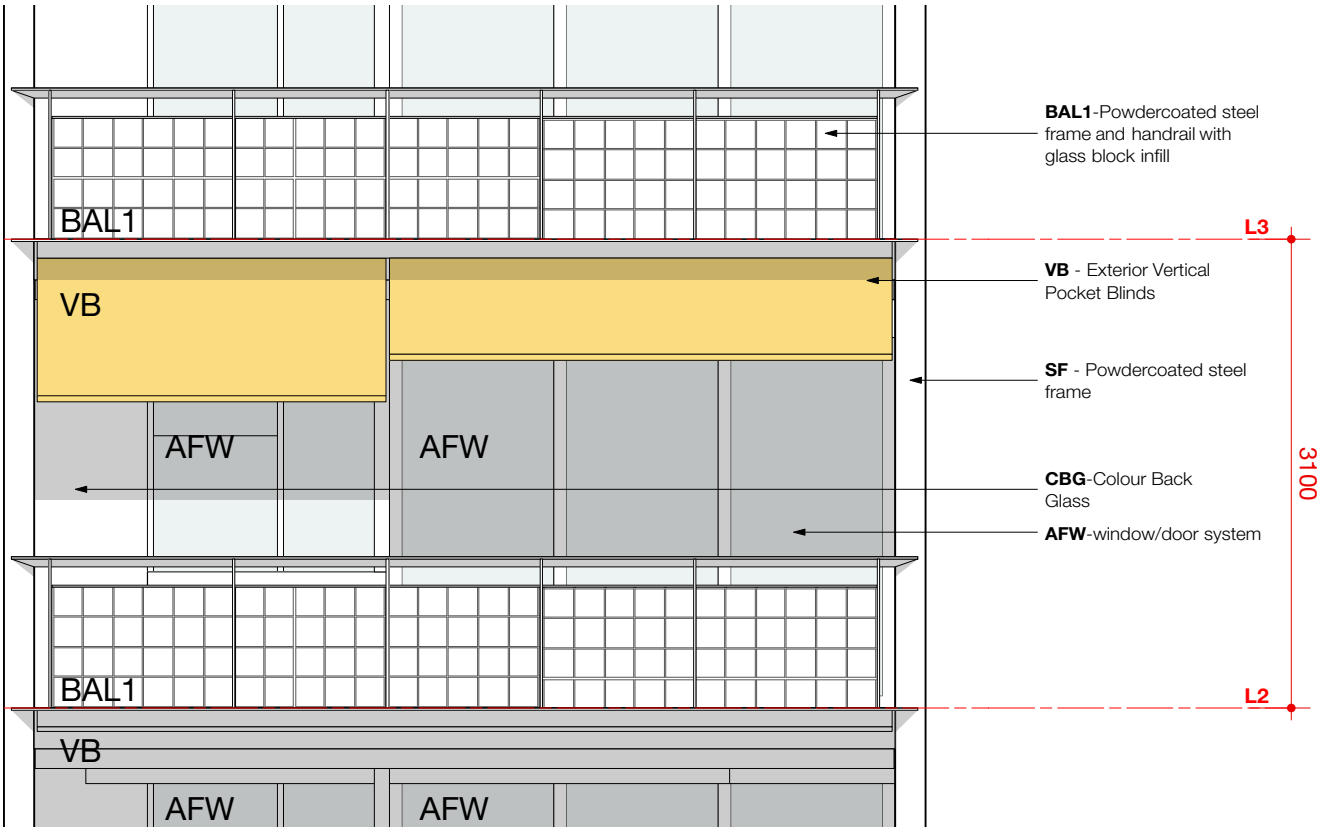 BAL1-Powdercoated steel
frame and handrail with
glass block infill
BAL1
L3
VB - Exterior Vertical
Pocket Blinds
VB
SF - Powdercoated steel
frame
AFW
AFW
3100
CBG-Colour Back
Glass
AFW-window/door system
BAL1
L2
VB
AFW
AFW